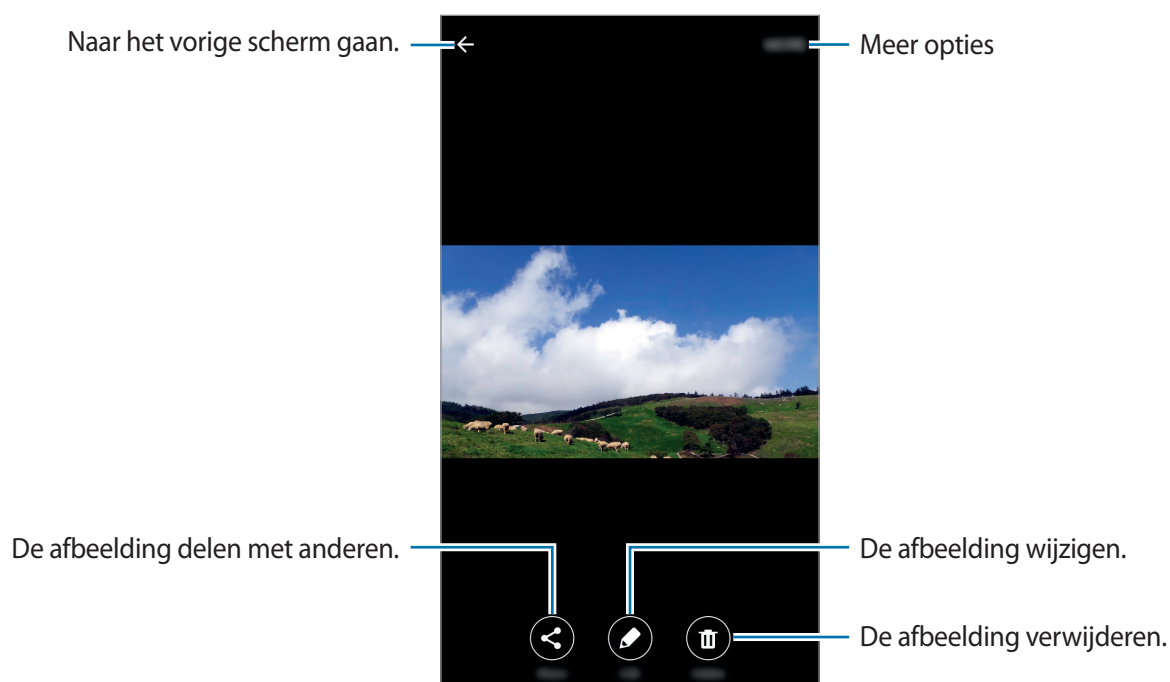 Naar het vorige scherm gaan.
Meer opties
De afbeelding delen met anderen.
De afbeelding wijzigen.
De afbeelding verwijderen.